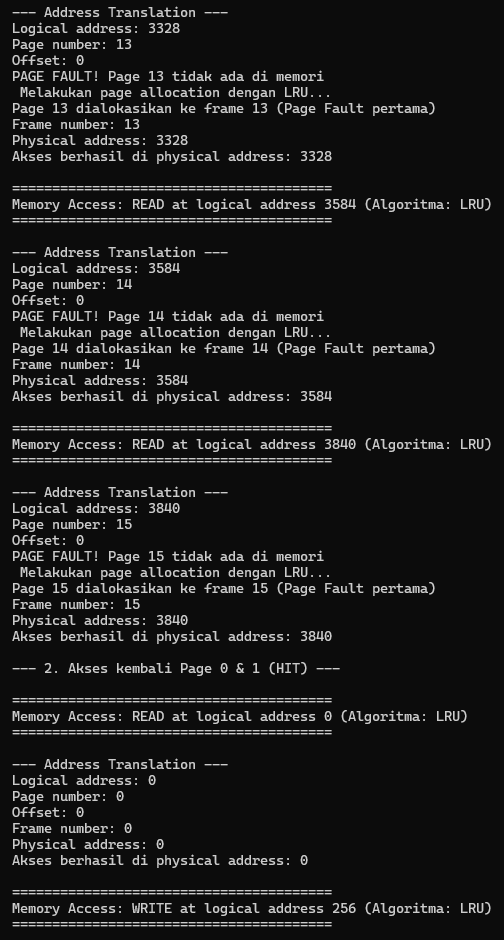 --- Address Translation ---
Logical address: 3328
Page number: 13
Offset: 0
PAGE FAULT! Page 13 tidak ada di memori
 Melakukan page allocation dengan LRU...
Page 13 dialokasikan ke frame 13 (Page Fault pertama)
Frame number: 13
Physical address: 3328
Akses berhasil di physical address: 3328

========================================
Memory Access: READ at logical address 3584 (Algoritma: LRU)
========================================

--- Address Translation ---
Logical address: 3584
Page number: 14
Offset: 0
PAGE FAULT! Page 14 tidak ada di memori
 Melakukan page allocation dengan LRU...
Page 14 dialokasikan ke frame 14 (Page Fault pertama)
Frame number: 14
Physical address: 3584
Akses berhasil di physical address: 3584

========================================
Memory Access: READ at logical address 3840 (Algoritma: LRU)
========================================

--- Address Translation ---
Logical address: 3840
Page number: 15
Offset: 0
PAGE FAULT! Page 15 tidak ada di memori
 Melakukan page allocation dengan LRU...
Page 15 dialokasikan ke frame 15 (Page Fault pertama)
Frame number: 15
Physical address: 3840
Akses berhasil di physical address: 3840

--- 2. Akses kembali Page 0 & 1 (HIT) ---

========================================
Memory Access: READ at logical address 0 (Algoritma: LRU)
========================================

--- Address Translation ---
Logical address: 0
Page number: 0
Offset: 0
Frame number: 0
Physical address: 0
Akses berhasil di physical address: 0

========================================
Memory Access: WRITE at logical address 256 (Algoritma: LRU)
========================================